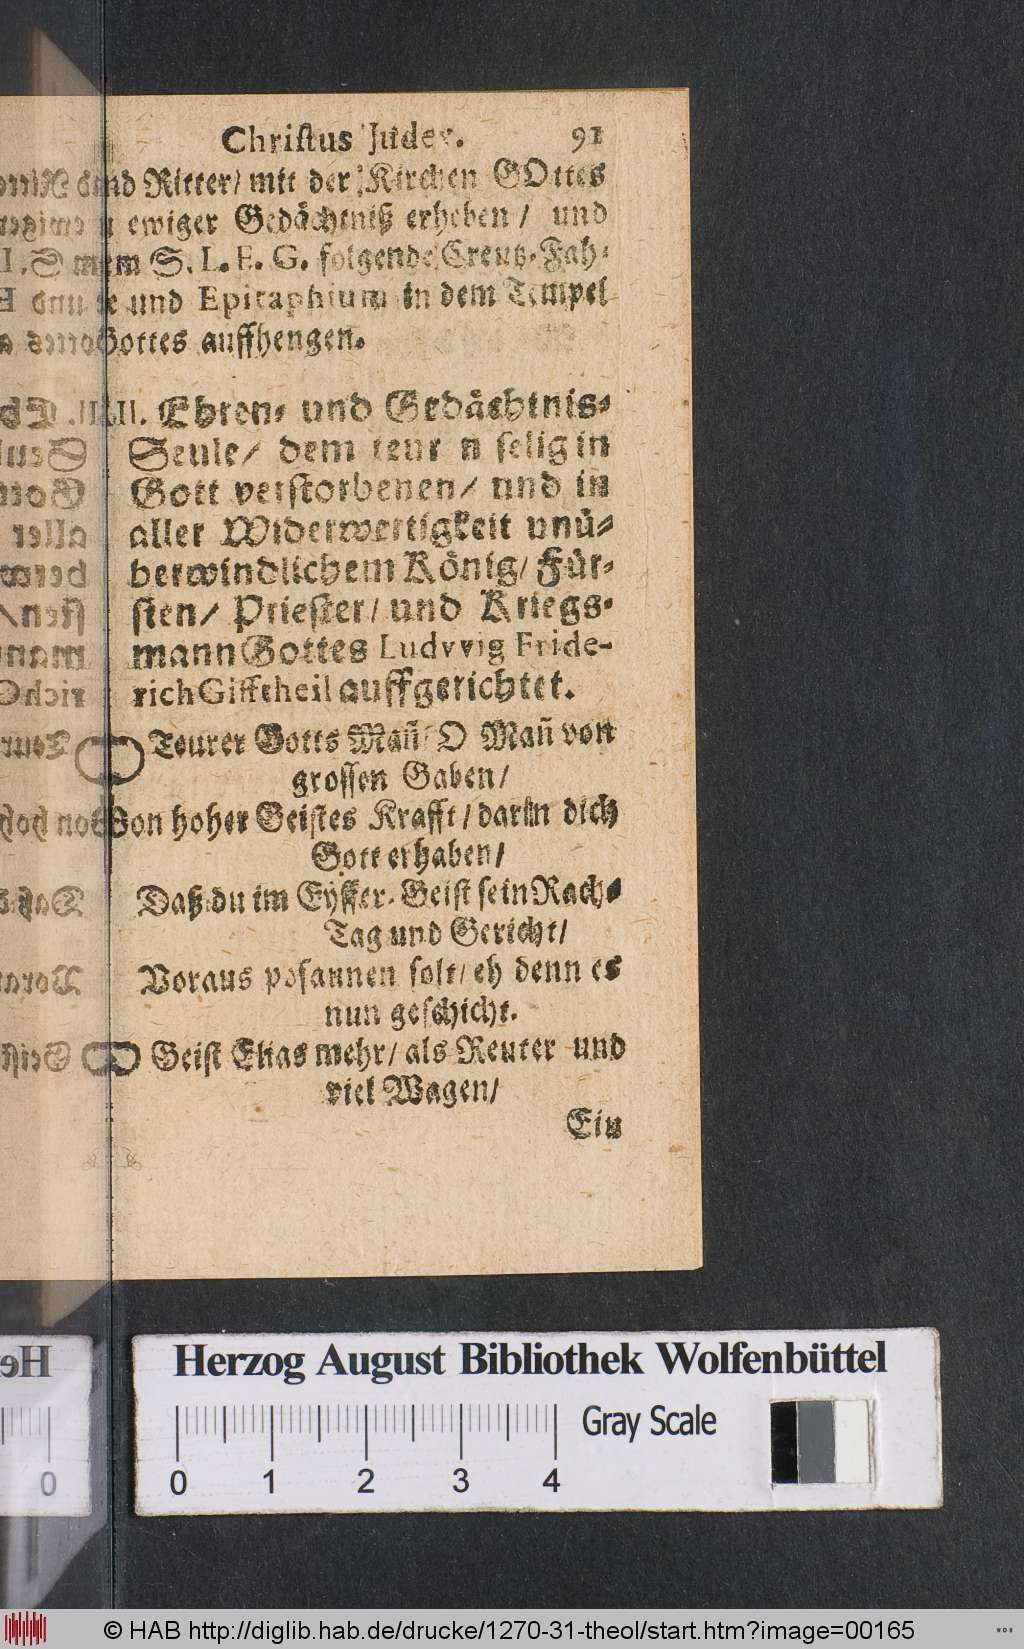 Christus Judex. 91
und Ritter/ mit der Kirchen GOttes
ewiger Gedächtniß erheben/ und
S. L. F. G. folgende Creutz-Fah-
ne und Epitaphium in dem Tempel
Gottes auffhengen.
III. Ehren- und Gedächtnis-
Seule/ dem teuren selig in
Gott verstorbenen/ und in
aller Widerwertigkeit unü-
berwindlichem König/ Für-
sten/ Priester/ und Kriegs-
mann Gottes Ludvvig Fride-
rich Gifftheil auffgerichtet.
O Teurer Gotts Mañ/ O Mañ von
grossen Gaben/
Von hoher Geistes Krafft/ darin dich
Gott erhaben/
Daß du im Eyffer-Geist sein Rach-
Tag und Gericht/
Voraus posaunen solt/ eh denn es
nun geschicht.
O Geist Elias mehr/ als Reuter und
viel Wagen/
Ein
Herzog August Bibliothek Wolfenbüttel
Gray Scale
0 1 2 3 4
© HAB http://diglib.hab.de/drucke/1270-31-theol/start.htm?image=00165